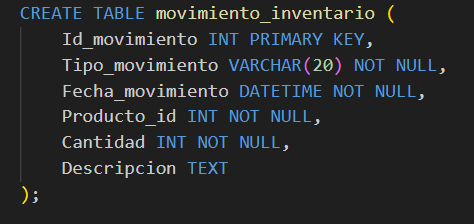 CREATE TABLE movimiento_inventario (
    Id_movimiento INT PRIMARY KEY,
    Tipo_movimiento VARCHAR(20) NOT NULL,
    Fecha_movimiento DATETIME NOT NULL,
    Producto_id INT NOT NULL,
    Cantidad INT NOT NULL,
    Descripcion TEXT
);